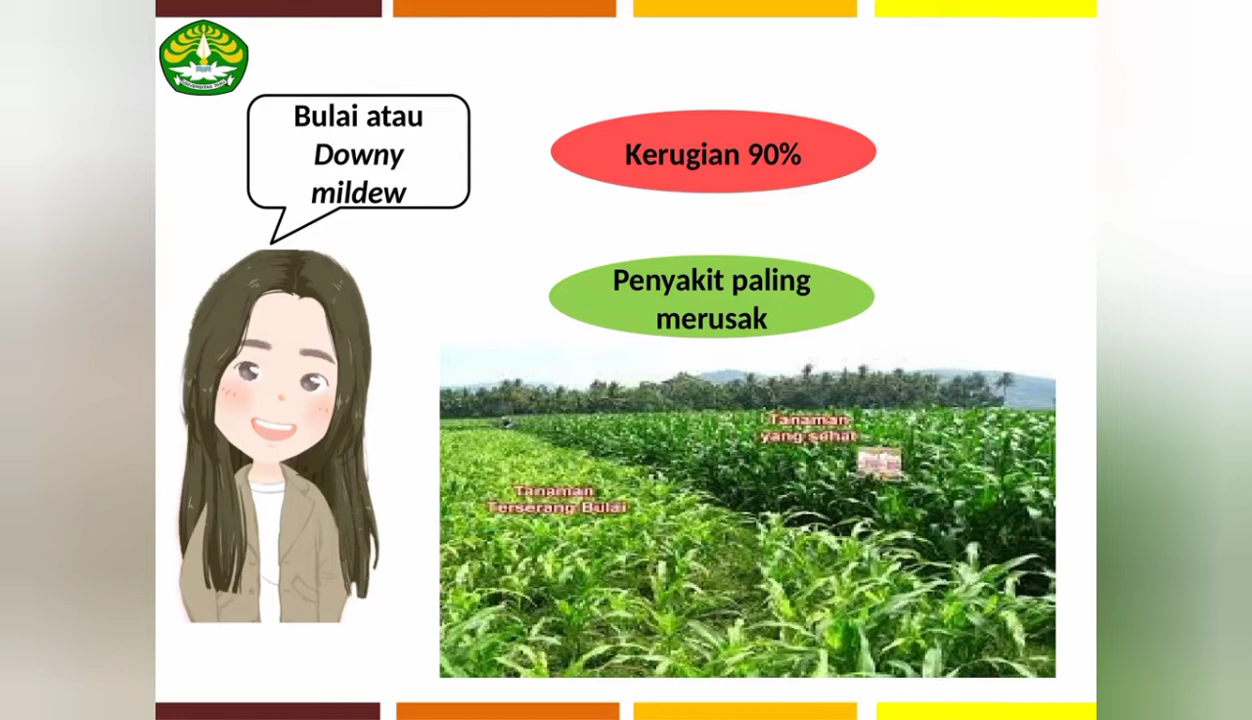 Bulai atau
Downy
mildew
Kerugian 90%
Penyakit paling
merusak
Tanaman
yang sehat
Tanaman
Terserang Bulai